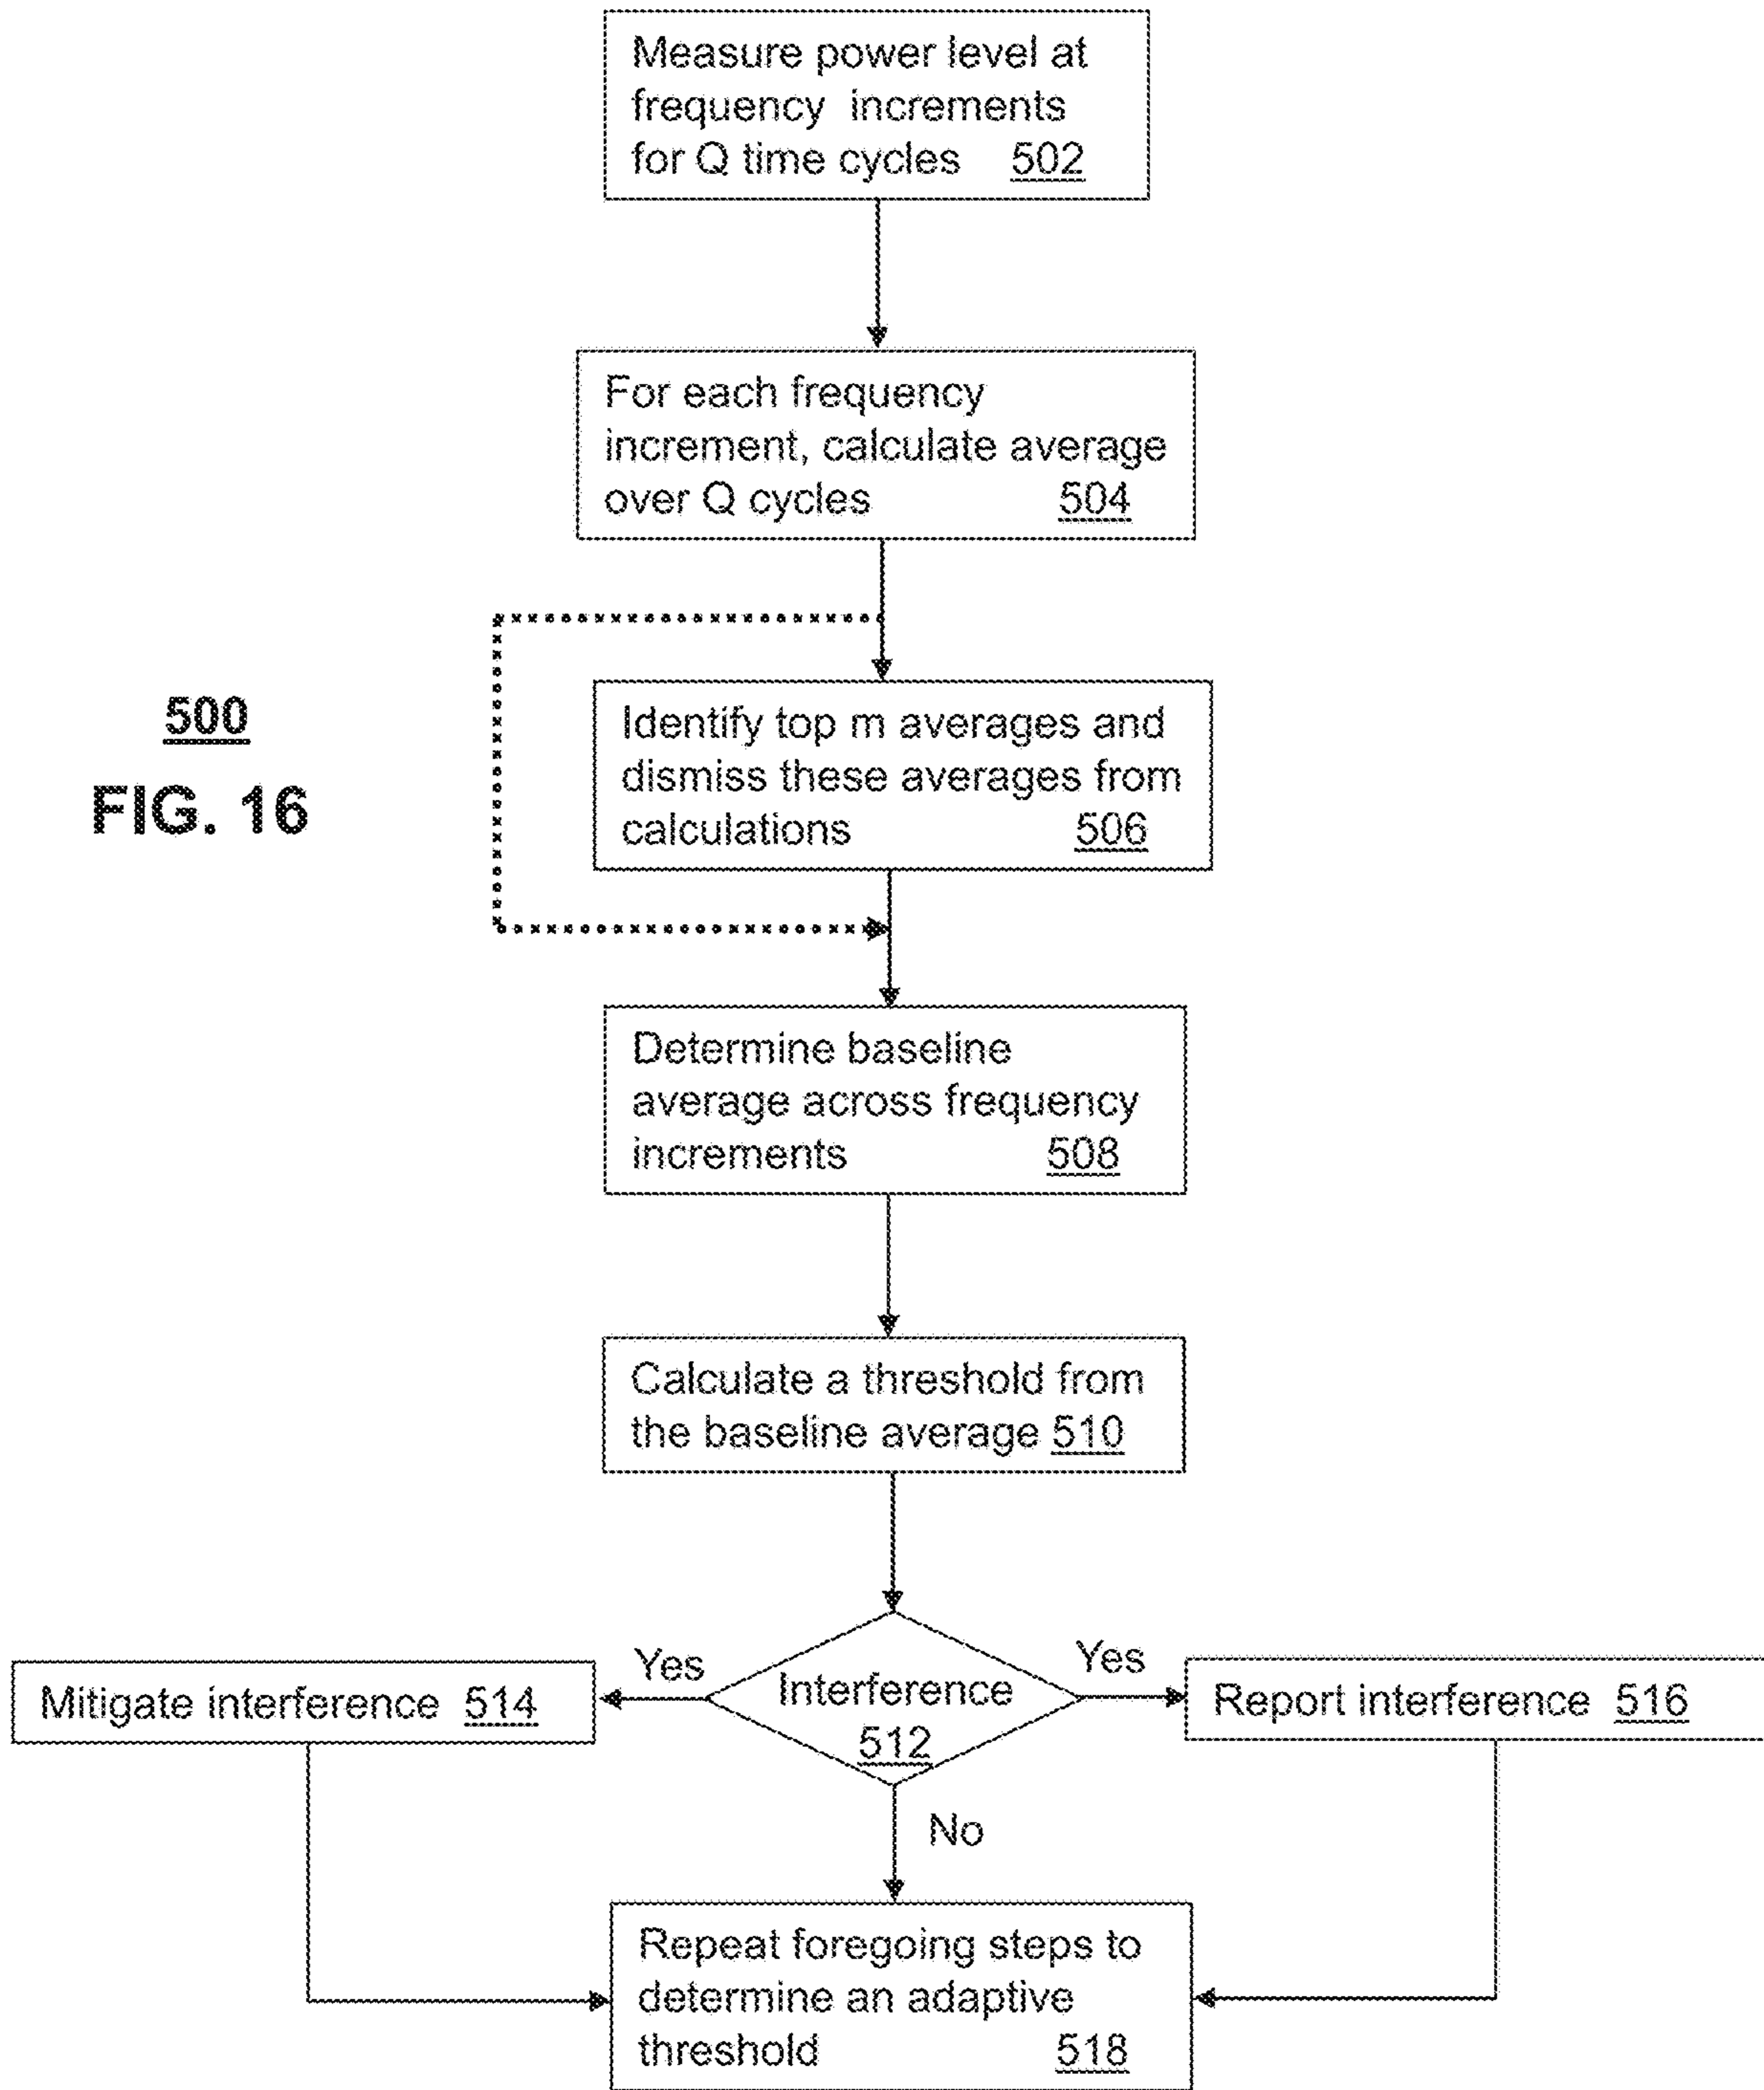 Measure power level at
frequency increments
for Q time cycles 502
For each frequency
increment, calculate average
over Q cycles 504
500
FIG. 16
Identify top m averages and
dismiss these averages from
calculations 506
Determine baseline
average across frequency
increments 508
Calculate a threshold from
the baseline average 510
Yes
Yes
Mitigate interference 514
Interference
512
Report interference 516
No
Repeat foregoing steps to
determine an adaptive
threshold 518